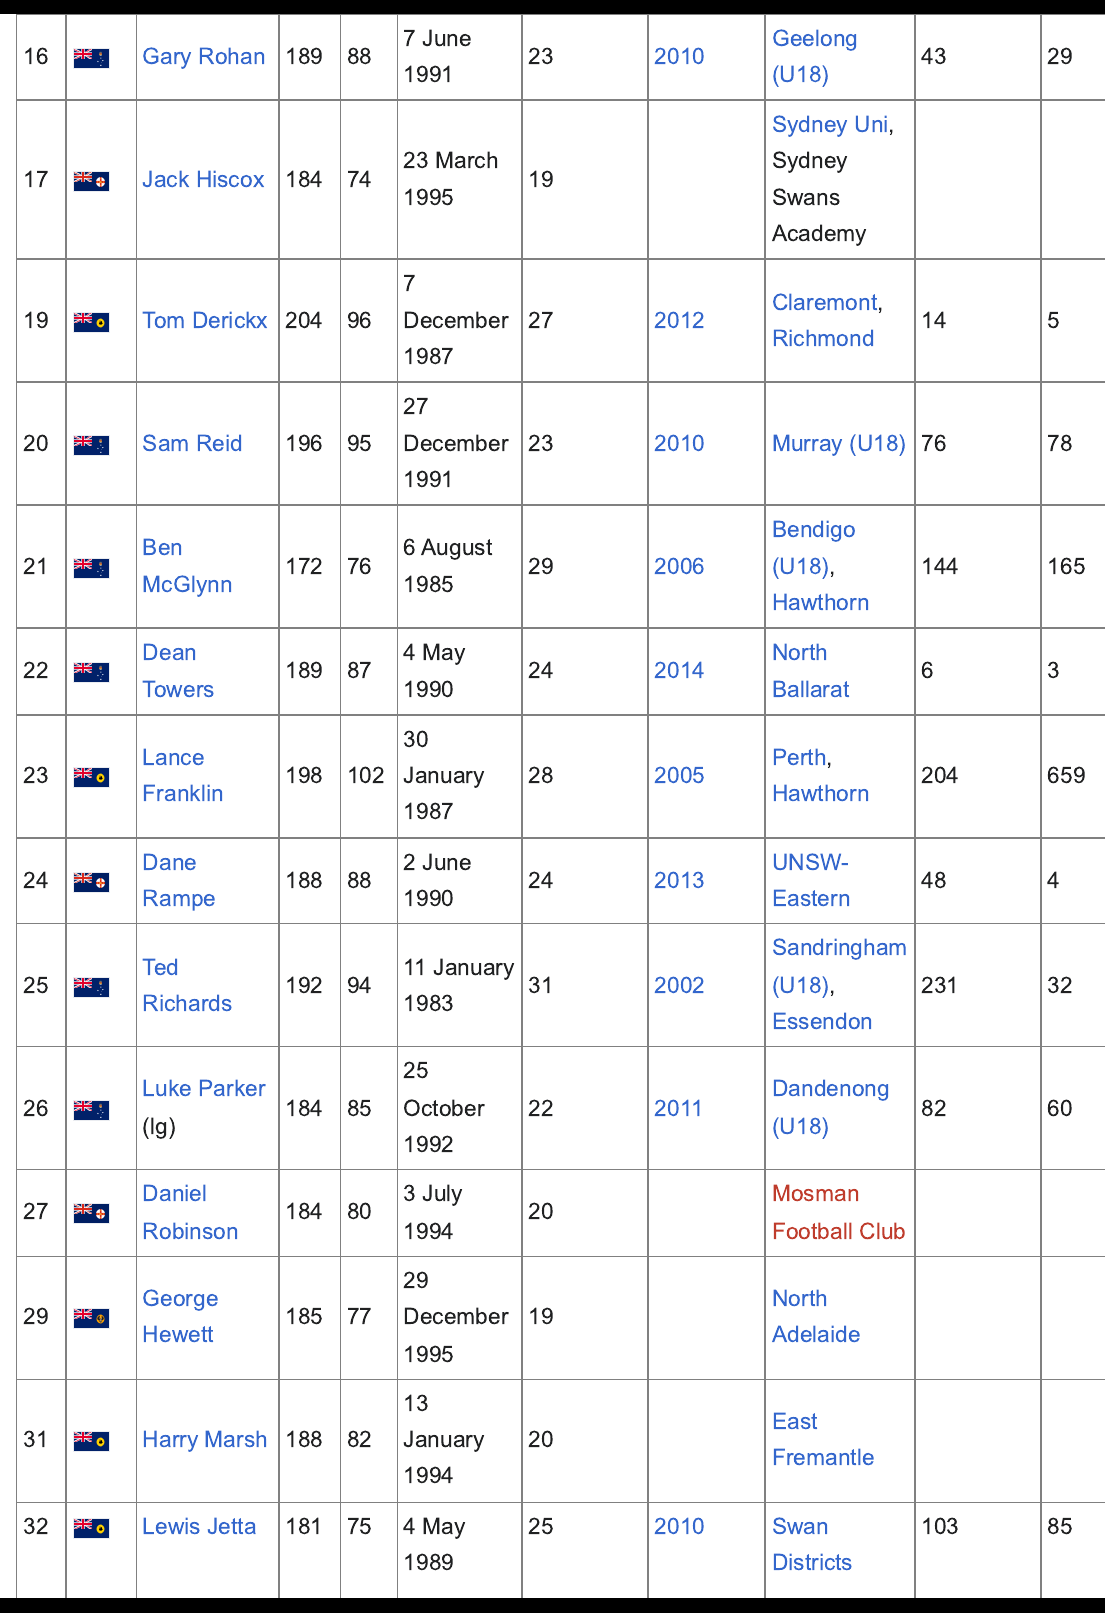 16 Gary Rohan 189 88 7 June 1991 23 2010 Geelong (U18) 43 29
17 Jack Hiscox 184 74 23 March 1995 19 Sydney Uni, Sydney Swans Academy
19 Tom Derickx 204 96 7 December 1987 27 2012 Claremont, Richmond 14 5
20 Sam Reid 196 95 27 December 1991 23 2010 Murray (U18) 76 78
21 Ben McGlynn 172 76 6 August 1985 29 2006 Bendigo (U18), Hawthorn 144 165
22 Dean Towers 189 87 4 May 1990 24 2014 North Ballarat 6 3
23 Lance Franklin 198 102 30 January 1987 28 2005 Perth, Hawthorn 204 659
24 Dane Rampe 188 88 2 June 1990 24 2013 UNSW-Eastern 48 4
25 Ted Richards 192 94 11 January 1983 31 2002 Sandringham (U18), Essendon 231 32
26 Luke Parker (lg) 184 85 25 October 1992 22 2011 Dandenong (U18) 82 60
27 Daniel Robinson 184 80 3 July 1994 20 Mosman Football Club
29 George Hewett 185 77 29 December 1995 19 North Adelaide
31 Harry Marsh 188 82 13 January 1994 20 East Fremantle
32 Lewis Jetta 181 75 4 May 1989 25 2010 Swan Districts 103 85